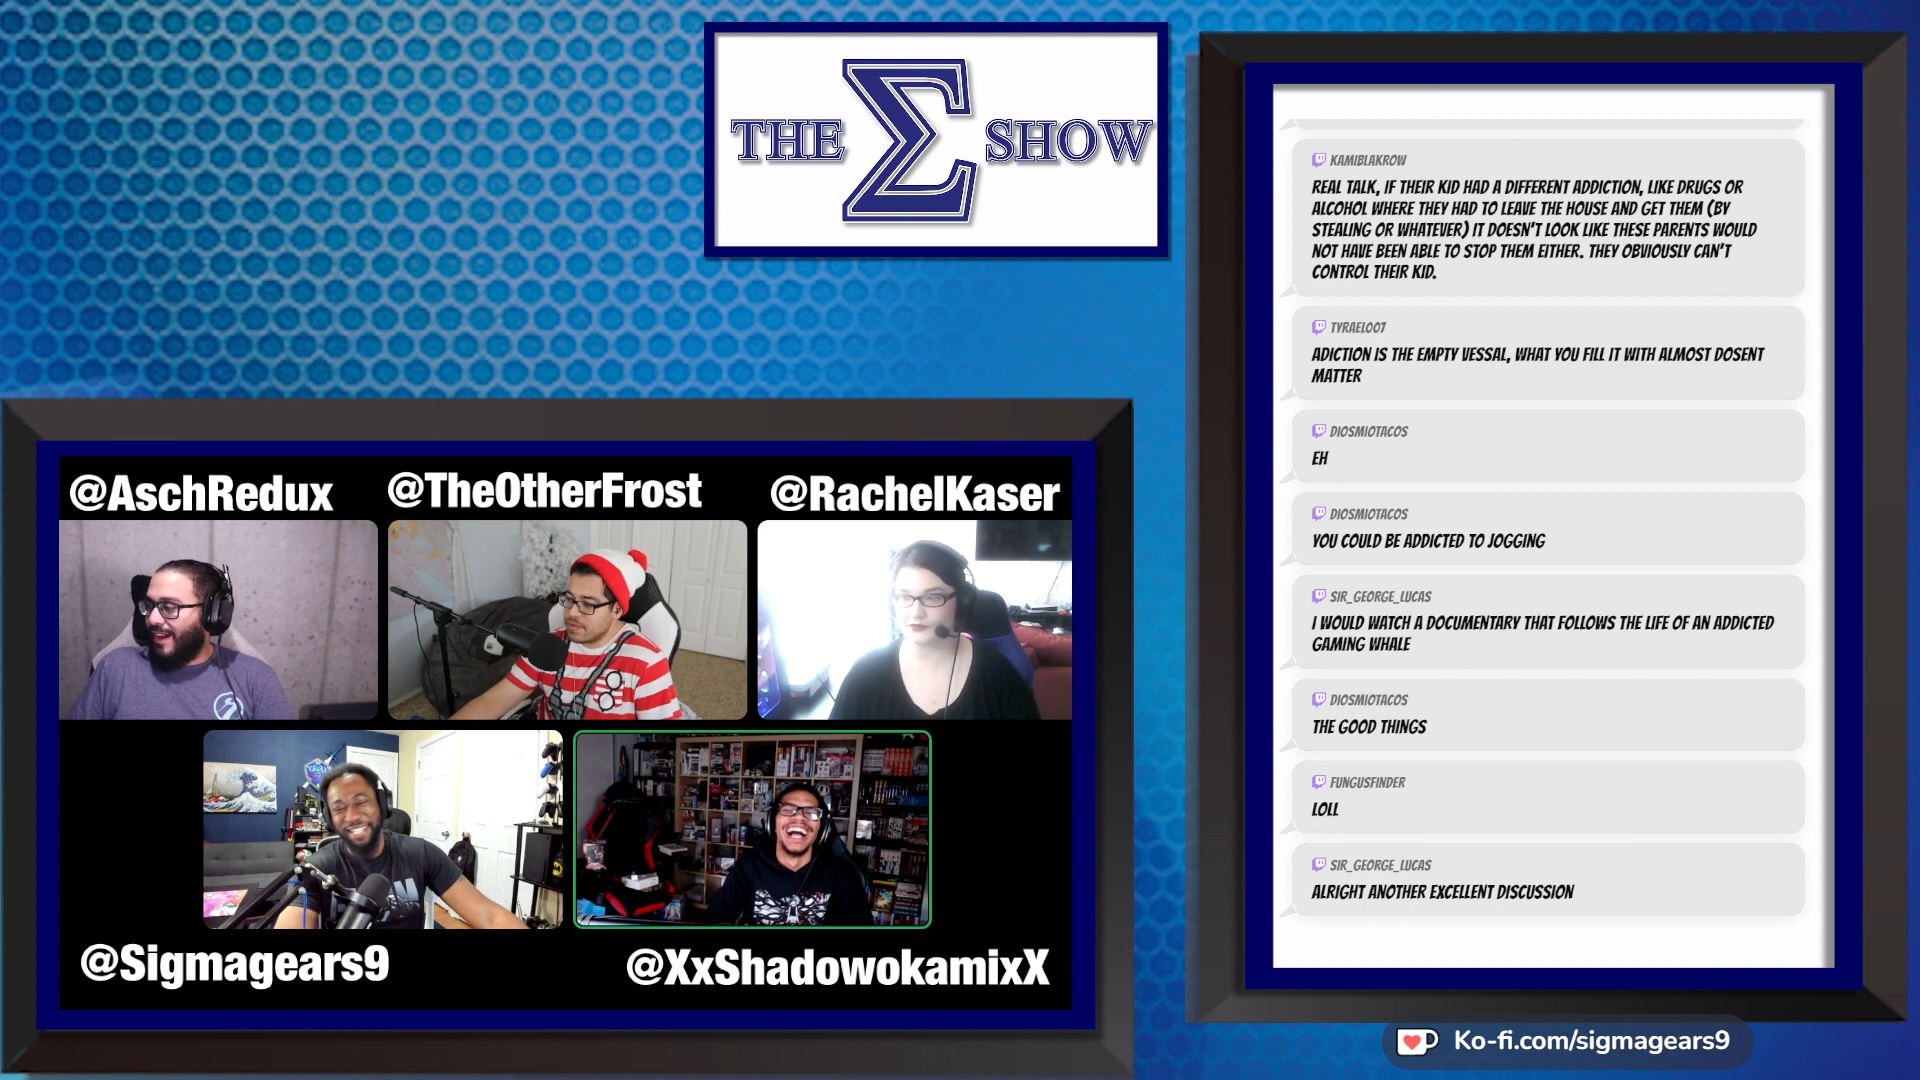 THE Σ SHOW
@AschRedux
@TheOtherFrost
@RachelKaser
@Sigmagears9
@XxShadowokamixX
KAMIBLAKROW
REAL TALK, IF THEIR KID HAD A DIFFERENT ADDICTION, LIKE DRUGS OR
ALCOHOL WHERE THEY HAD TO LEAVE THE HOUSE AND GET THEM (BY
STEALING OR WHATEVER) IT DOESN'T LOOK LIKE THESE PARENTS WOULD
NOT HAVE BEEN ABLE TO STOP THEM EITHER. THEY OBVIOUSLY CAN'T
CONTROL THEIR KID.
TYRAEL007
ADICTION IS THE EMPTY VESSAL, WHAT YOU FILL IT WITH ALMOST DOSENT
MATTER
DIOSMIOTACOS
EH
DIOSMIOTACOS
YOU COULD BE ADDICTED TO JOGGING
SIR_GEORGE_LUCAS
I WOULD WATCH A DOCUMENTARY THAT FOLLOWS THE LIFE OF AN ADDICTED
GAMING WHALE
DIOSMIOTACOS
THE GOOD THINGS
FUNGUSFINDER
LOLL
SIR_GEORGE_LUCAS
ALRIGHT ANOTHER EXCELLENT DISCUSSION
Ko-fi.com/sigmagears9